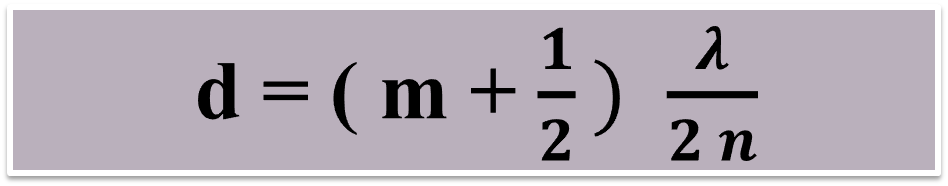 d = ( m + 1/2 ) λ/2 n